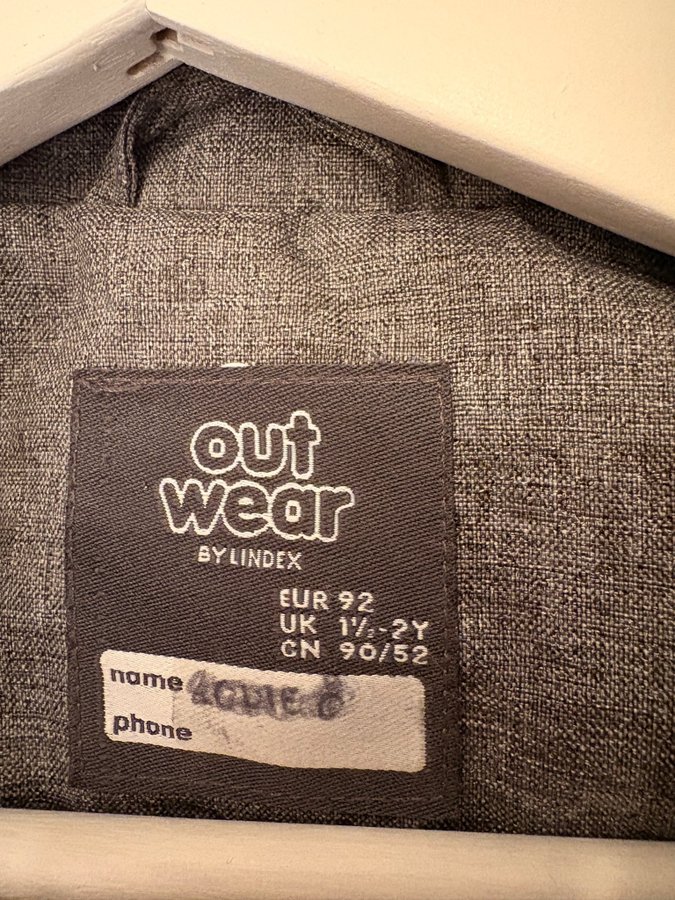 out
wear
BY LINDEX
EUR 92
UK 1½-2Y
CN 90/52
name
phone